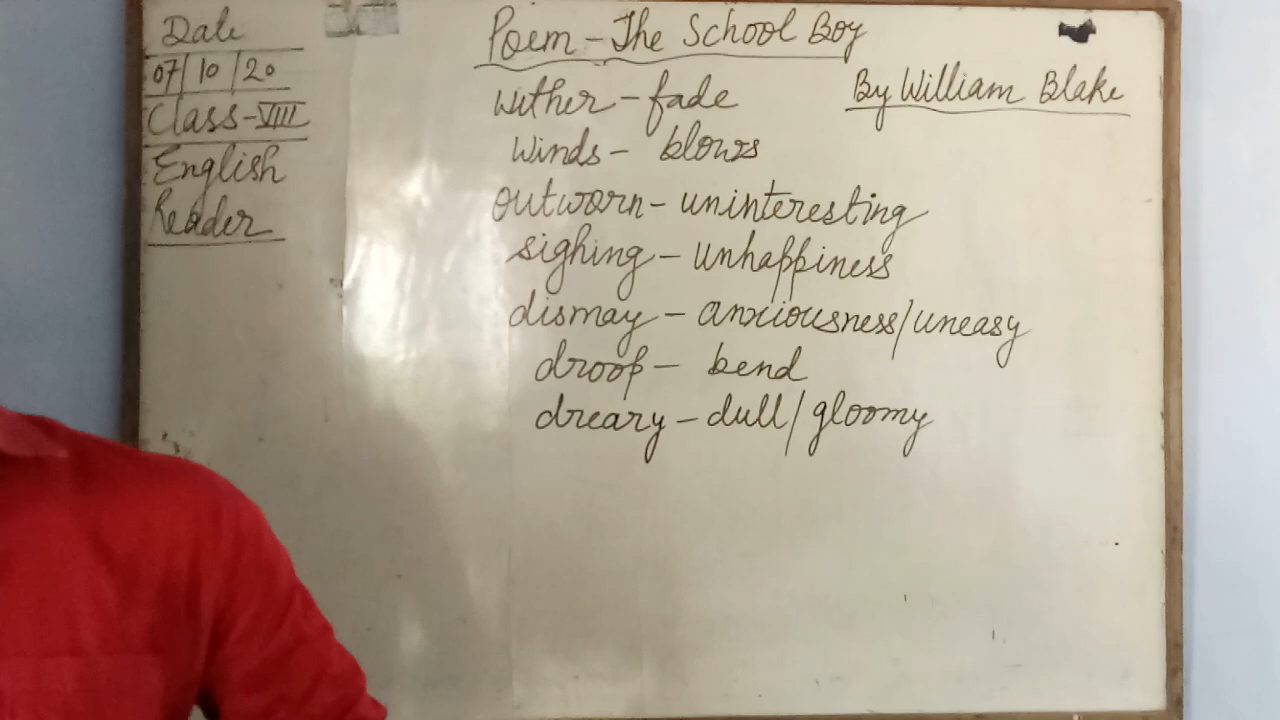 Date
07/10/20
Class-VIII
English
Reader
Poem - The School Boy
By William Blake
wither - fade
Winds - blows
outworn - uninteresting
sighing - unhappiness
dismay - anxiousness/uneasy
droop - bend
dreary - dull/gloomy